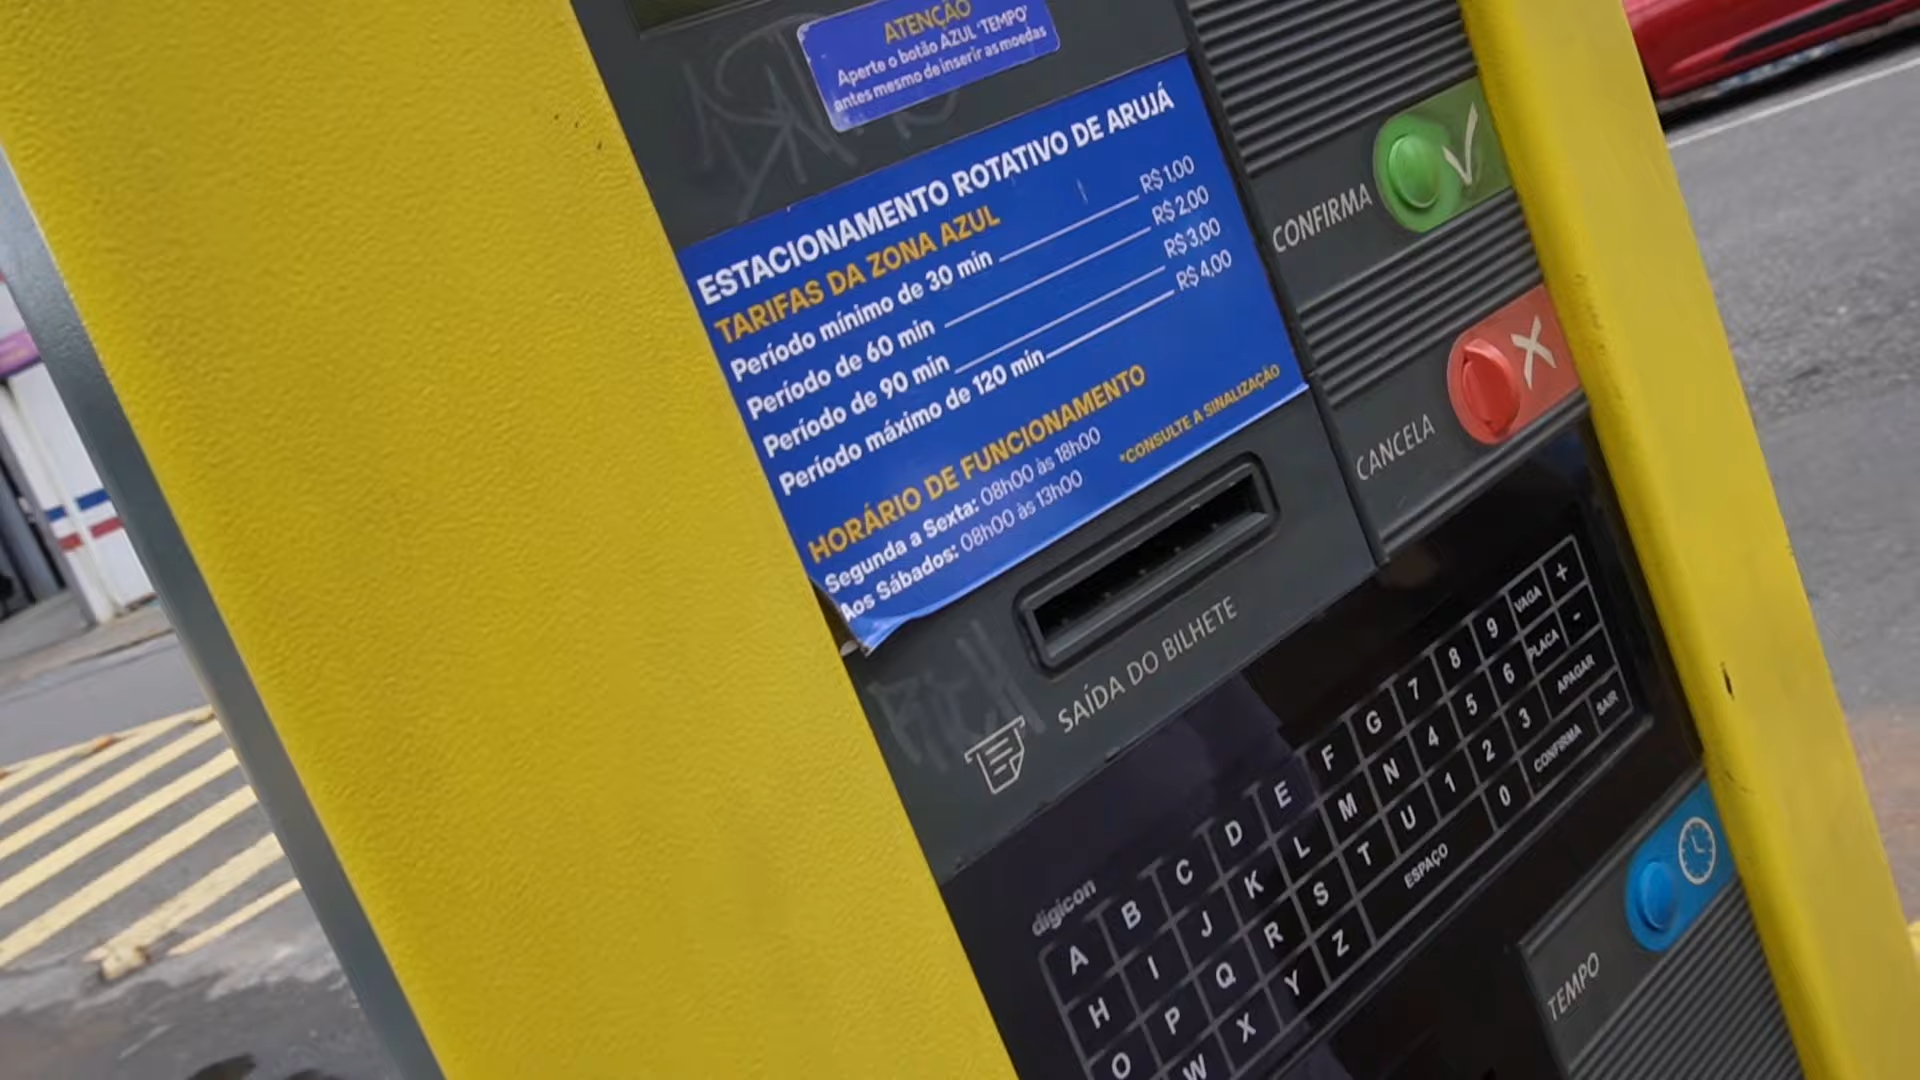 ATENÇÃO
Aperte o botão AZUL "TEMPO"
antes mesmo de inserir as moedas
ESTACIONAMENTO ROTATIVO DE ARUJÁ
TARIFAS DA ZONA AZUL
Período mínimo de 30 min R$ 1,00
Período de 60 min R$ 2,00
Período de 90 min R$ 3,00
Período máximo de 120 min R$ 4,00
HORÁRIO DE FUNCIONAMENTO
Segunda a Sexta: 08h00 às 18h00
Aos Sábados: 08h00 às 13h00
*CONSULTE A SINALIZAÇÃO
CONFIRMA
CANCELA
SAÍDA DO BILHETE
digicon
A B C D E F G 7 8 9 VAGA +
H I J K L M N 4 5 6 PLACA -
O P Q R S T U 1 2 3 APAGAR
W X Y Z ESPAÇO 0 CONFIRMA SAIR
TEMPO